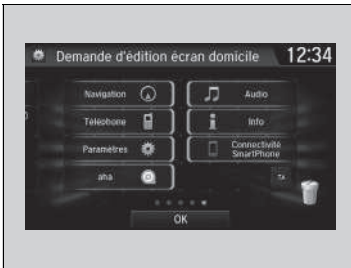 Demande d'édition écran domicile 12:34
Navigation
Audio
Téléphone
Info
Paramètres
Connectivité
SmartPhone
aha
OK